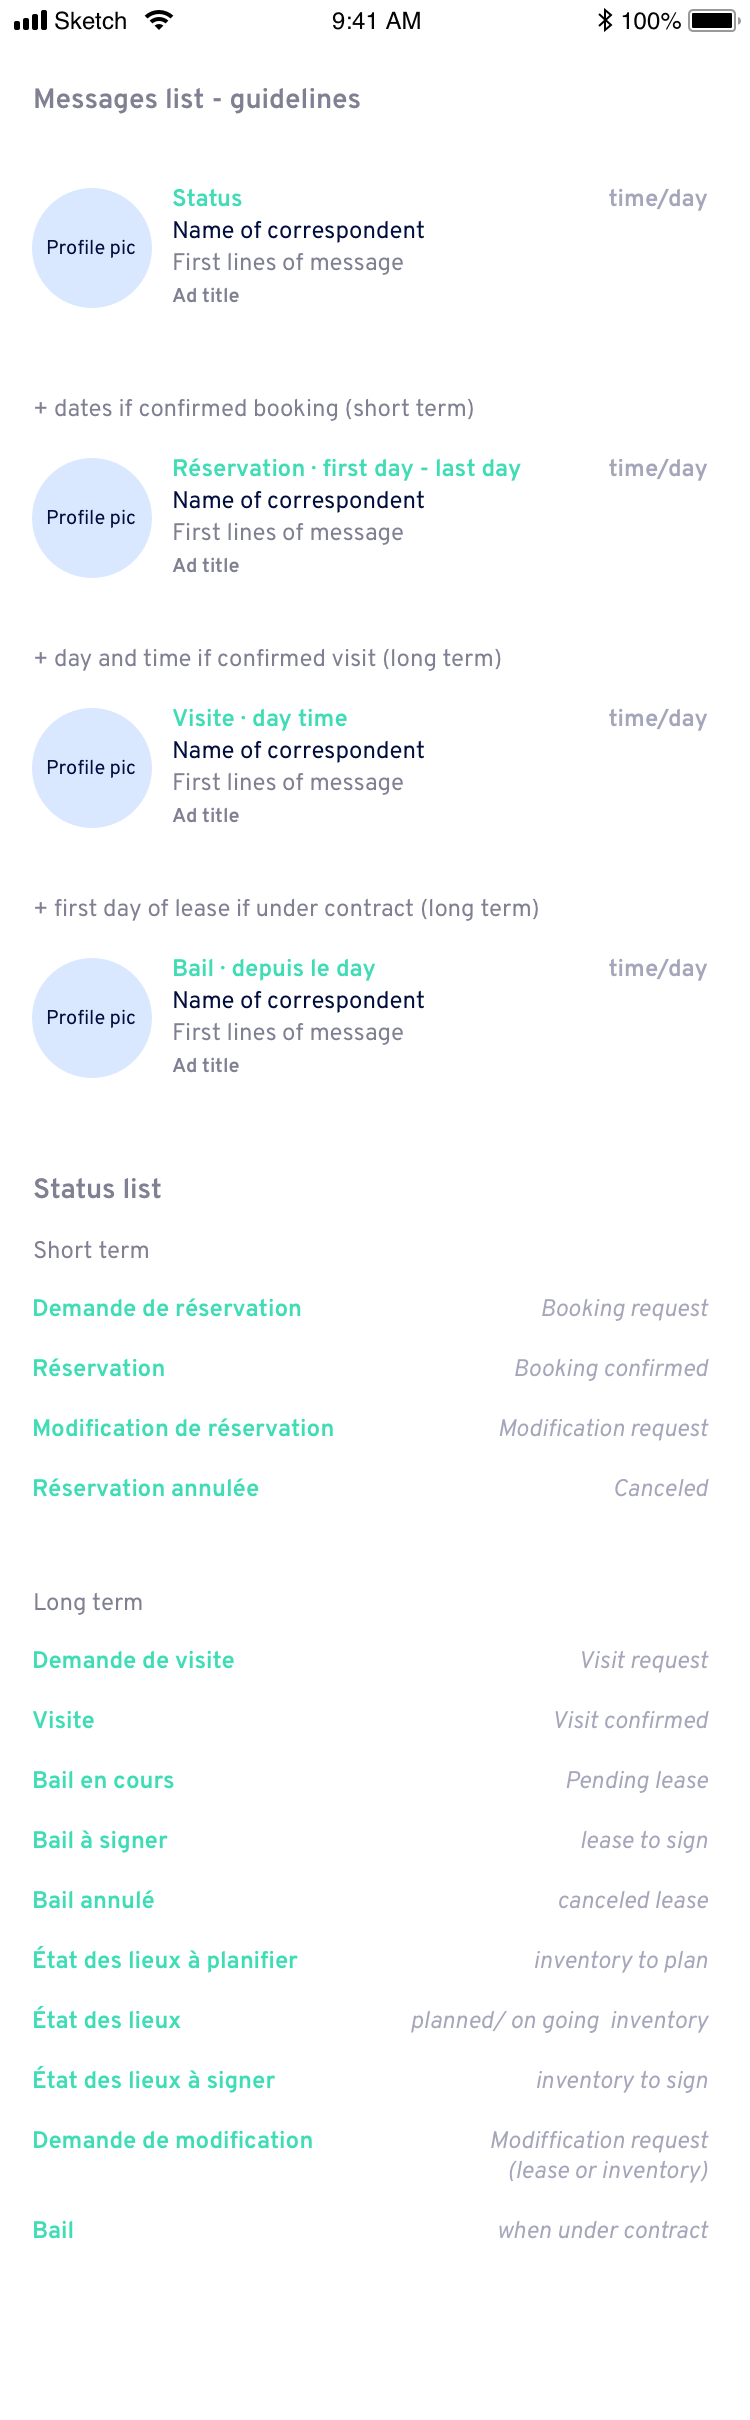 Sketch 9:41 AM 100%
Messages list - guidelines
Status time/day
Profile pic
Name of correspondent
First lines of message
Ad title
+ dates if confirmed booking (short term)
Réservation · first day - last day time/day
Profile pic
Name of correspondent
First lines of message
Ad title
+ day and time if confirmed visit (long term)
Visite · day time time/day
Profile pic
Name of correspondent
First lines of message
Ad title
+ first day of lease if under contract (long term)
Bail · depuis le day time/day
Profile pic
Name of correspondent
First lines of message
Ad title
Status list
Short term
Demande de réservation Booking request
Réservation Booking confirmed
Modification de réservation Modification request
Réservation annulée Canceled
Long term
Demande de visite Visit request
Visite Visit confirmed
Bail en cours Pending lease
Bail à signer lease to sign
Bail annulé canceled lease
État des lieux à planifier inventory to plan
État des lieux planned/ on going inventory
État des lieux à signer inventory to sign
Demande de modification Modiffication request
(lease or inventory)
Bail when under contract